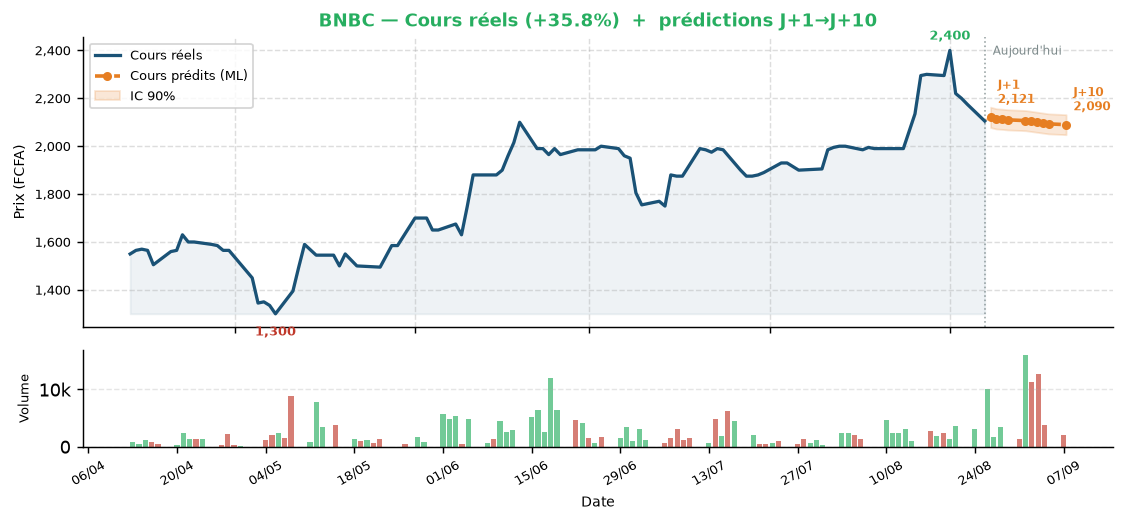 BNBC — Cours réels (+35.8%)  +  prédictions J+1→J+10
Prix (FCFA)
2,400
2,200
2,000
1,800
1,600
1,400
Cours réels
Cours prédits (ML)
IC 90%
2,400
Aujourd'hui
J+1
2,121
J+10
2,090
1,300
Volume
10k
0
06/04
20/04
04/05
18/05
01/06
15/06
29/06
13/07
27/07
10/08
24/08
07/09
Date